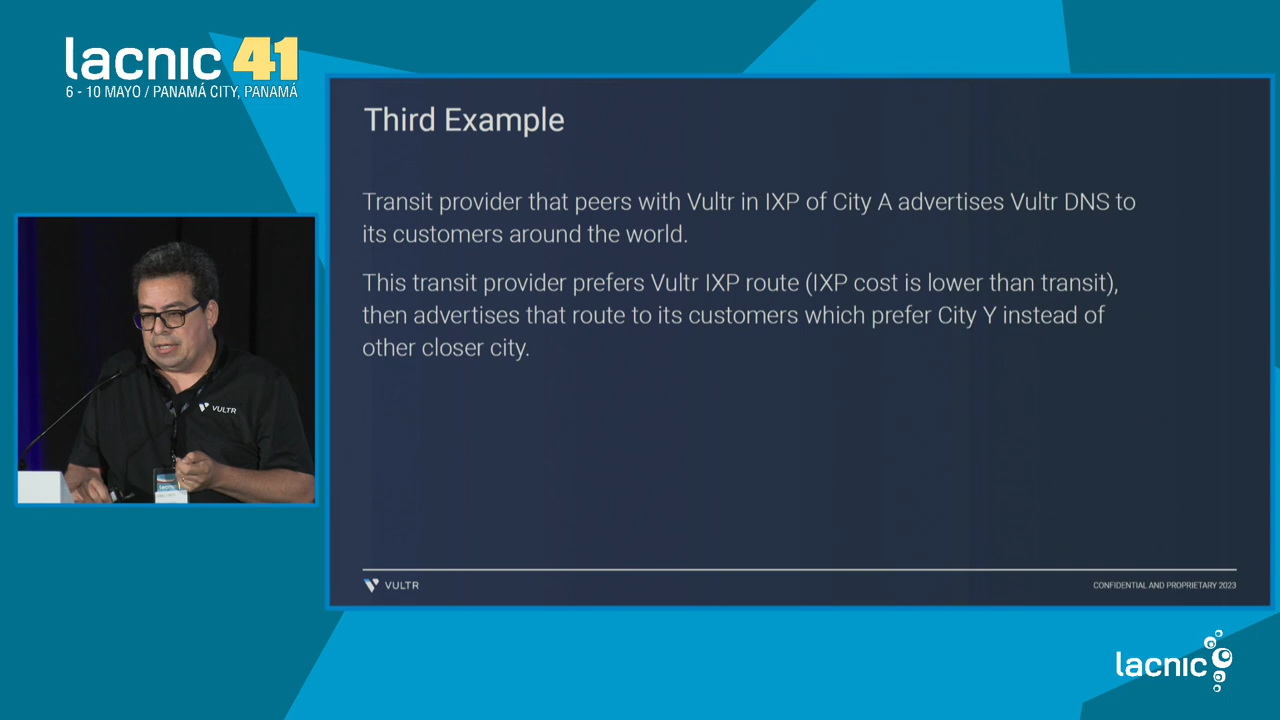 lacnic 41
6 - 10 MAYO / PANAMÁ CITY, PANAMÁ
Third Example
Transit provider that peers with Vultr in IXP of City A advertises Vultr DNS to
its customers around the world.
This transit provider prefers Vultr IXP route (IXP cost is lower than transit),
then advertises that route to its customers which prefer City Y instead of
other closer city.
VULTR
VULTR
CONFIDENTIAL AND PROPRIETARY 2023
lacnic